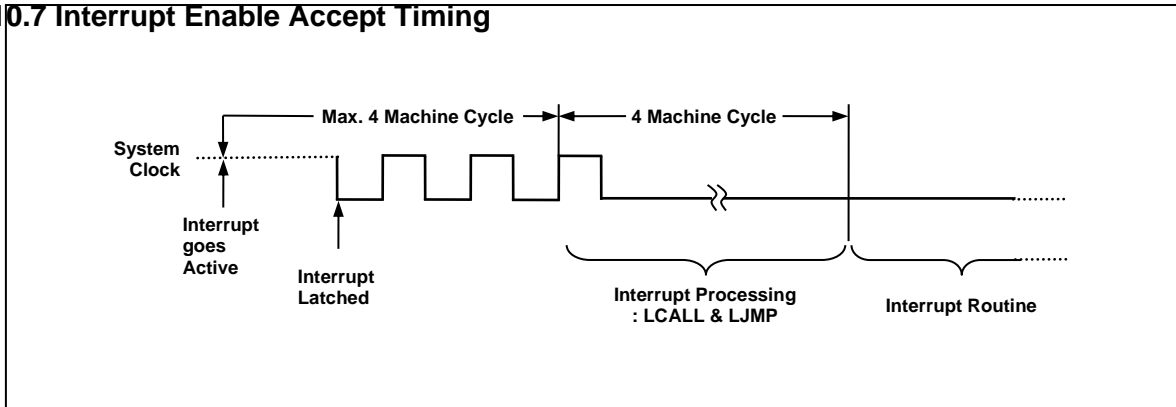 0.7 Interrupt Enable Accept Timing
Max. 4 Machine Cycle
4 Machine Cycle
System
Clock
Interrupt
goes
Active
Interrupt
Latched
Interrupt Processing
: LCALL & LJMP
Interrupt Routine